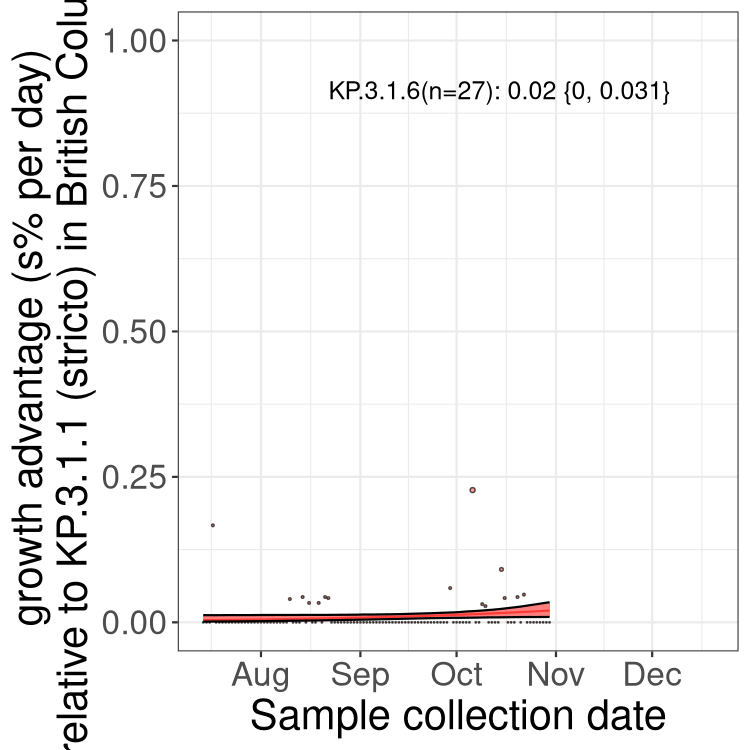 growth advantage (s% per day)
relative to KP.3.1.1 (stricto) in British Colu
1.00
0.75
0.50
0.25
0.00
KP.3.1.6(n=27): 0.02 {0, 0.031}
Aug Sep Oct Nov Dec
Sample collection date